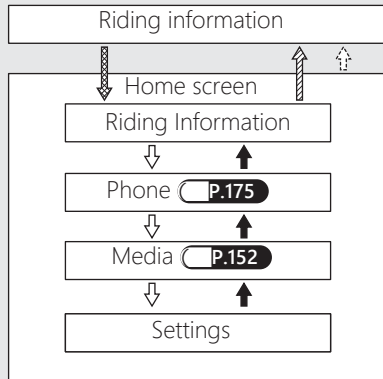 Riding information
Home screen
Riding Information
Phone P.175
Media P.152
Settings